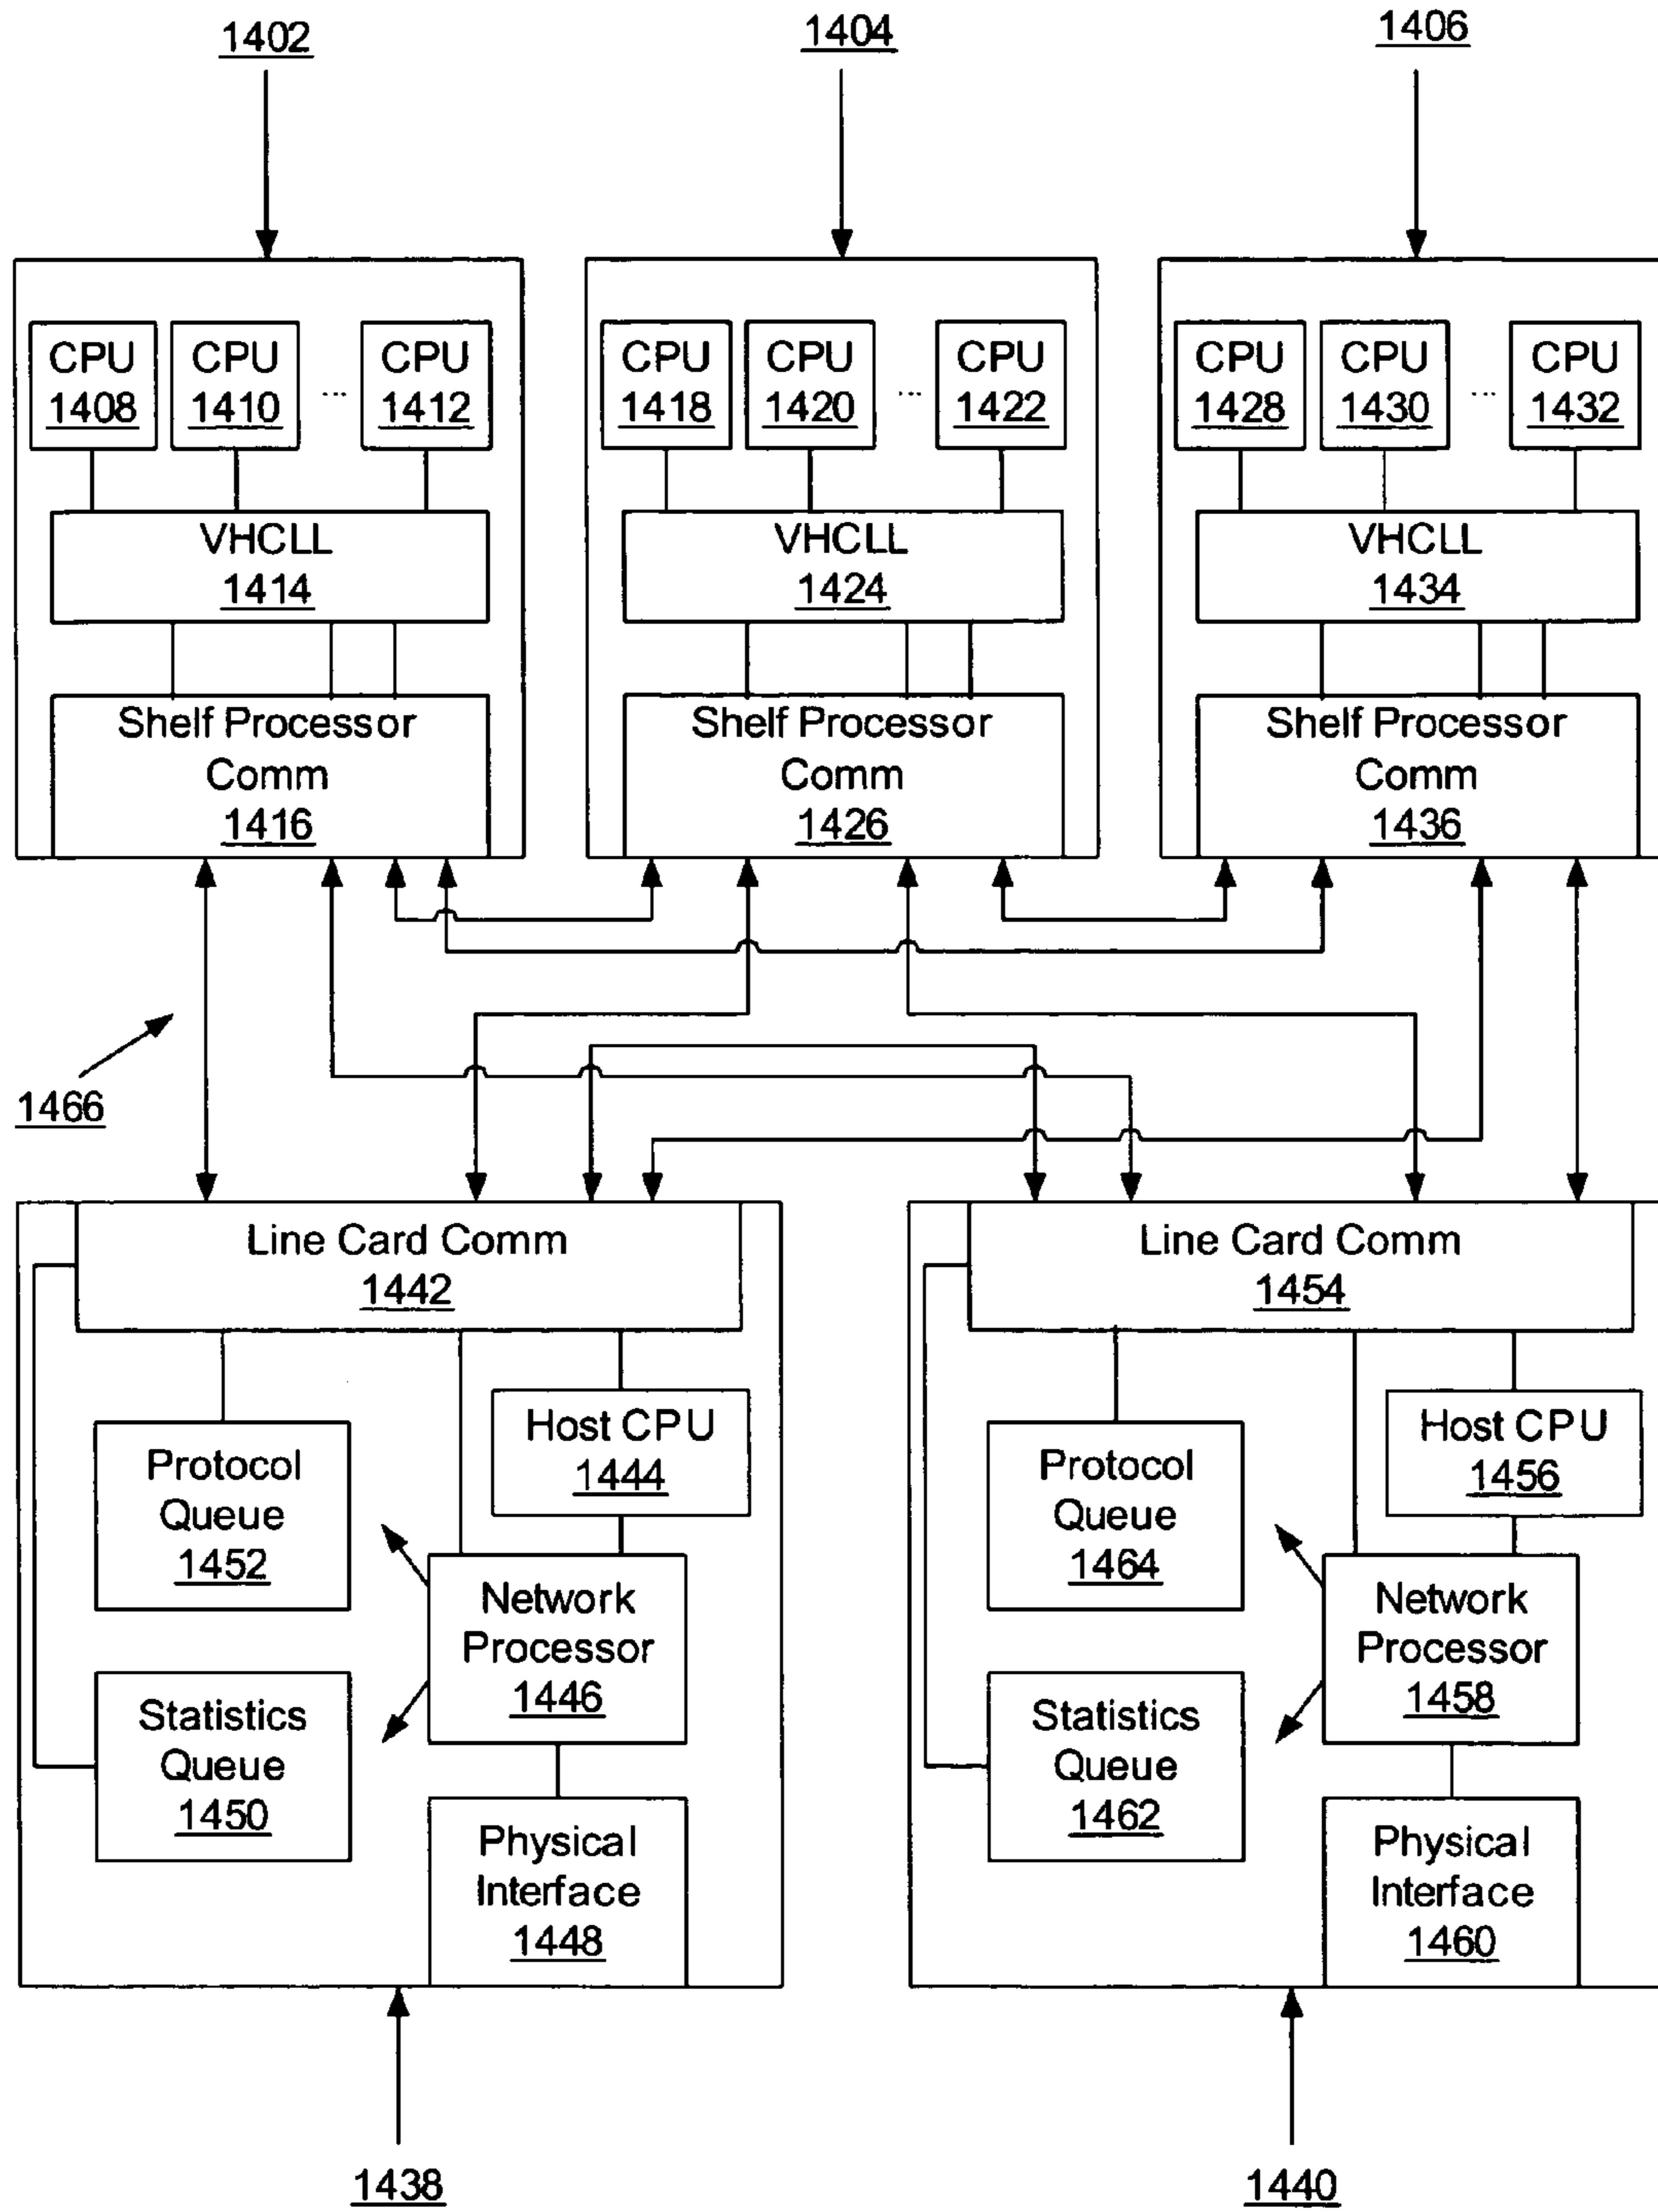 1402
1404
1406
CPU
1408
CPU
1410
...
CPU
1412
VHCLL
1414
Shelf Processor
Comm
1416
CPU
1418
CPU
1420
...
CPU
1422
VHCLL
1424
Shelf Processor
Comm
1426
CPU
1428
CPU
1430
...
CPU
1432
VHCLL
1434
Shelf Processor
Comm
1436
1466
Line Card Comm
1442
Host CPU
1444
Protocol
Queue
1452
Network
Processor
1446
Statistics
Queue
1450
Physical
Interface
1448
Line Card Comm
1454
Host CPU
1456
Protocol
Queue
1464
Network
Processor
1458
Statistics
Queue
1462
Physical
Interface
1460
1438
1440